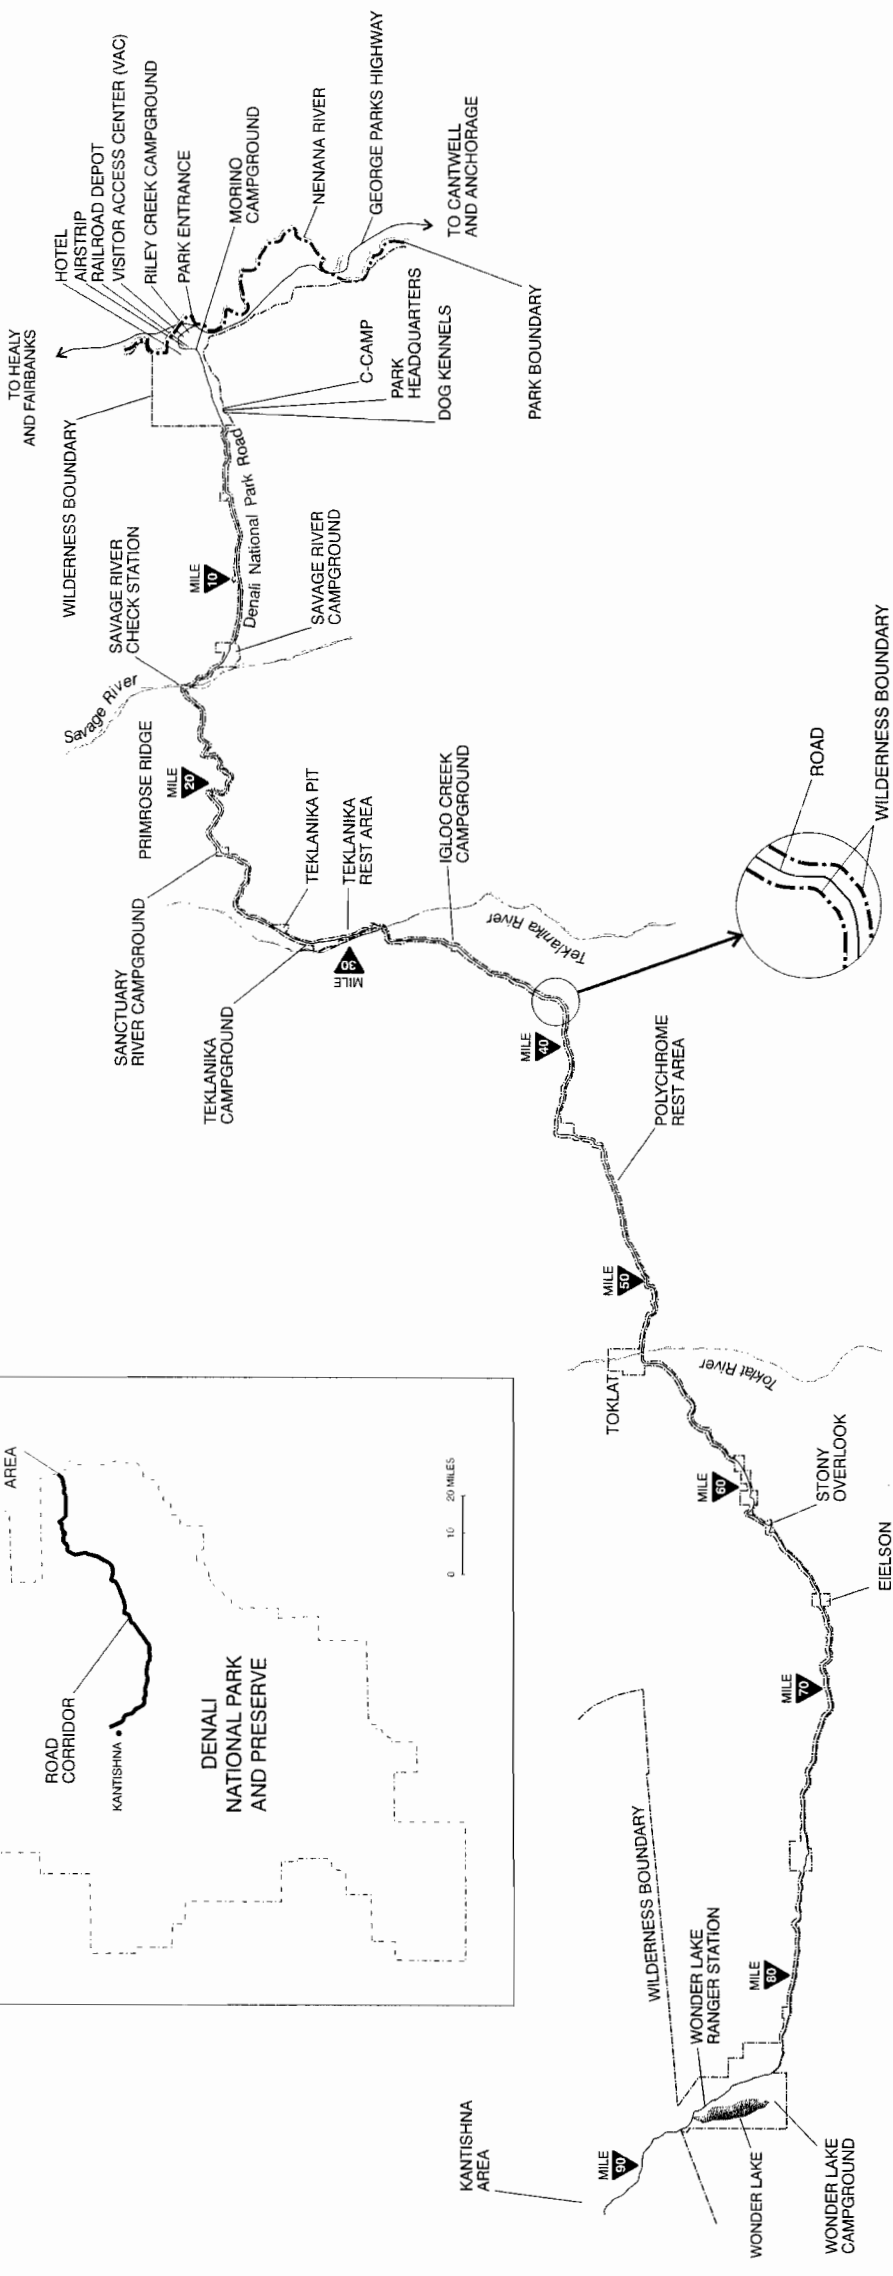 TO HEALY
AND FAIRBANKS
HOTEL
AIRSTRIP
RAILROAD DEPOT
VISITOR ACCESS CENTER (VAC)
RILEY CREEK CAMPGROUND
PARK ENTRANCE
MORINO
CAMPGROUND
NENANA RIVER
GEORGE PARKS HIGHWAY
TO CANTWELL
AND ANCHORAGE
WILDERNESS BOUNDARY
C-CAMP
PARK
HEADQUARTERS
DOG KENNELS
PARK BOUNDARY
Denali National Park Road
MILE
10
SAVAGE RIVER
CHECK STATION
SAVAGE RIVER
CAMPGROUND
Savage River
PRIMROSE RIDGE
MILE
20
SANCTUARY
RIVER CAMPGROUND
TEKLANIKA PIT
TEKLANIKA
REST AREA
TEKLANIKA
CAMPGROUND
MILE
30
IGLOO CREEK
CAMPGROUND
Teklanika River
ROAD
WILDERNESS BOUNDARY
MILE
40
POLYCHROME
REST AREA
MILE
50
TOKLAT
Toklat River
MILE
60
STONY
OVERLOOK
EIELSON
MILE
70
WILDERNESS BOUNDARY
MILE
80
WONDER LAKE
RANGER STATION
WONDER LAKE
WONDER LAKE
CAMPGROUND
MILE
90
KANTISHNA
AREA
AREA
ROAD
CORRIDOR
KANTISHNA
DENALI
NATIONAL PARK
AND PRESERVE
0 10 20 MILES